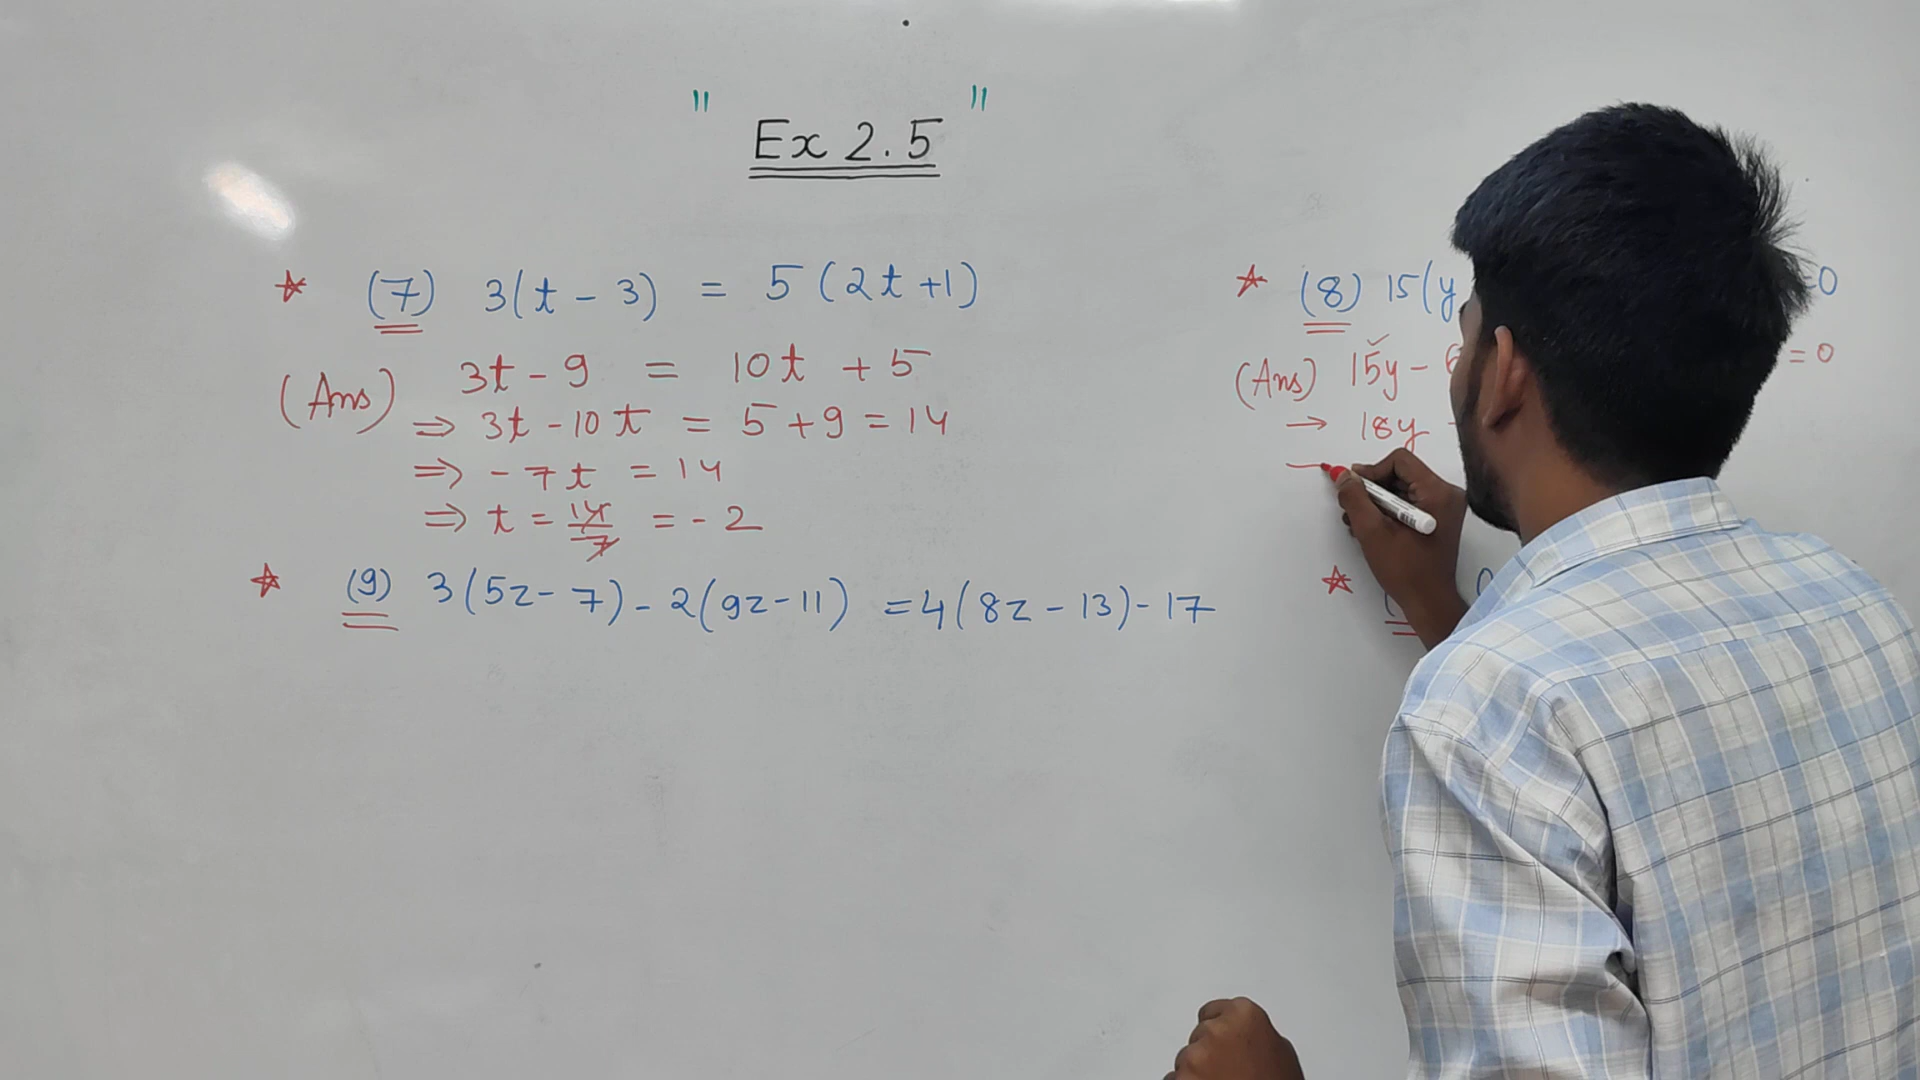 " Ex 2.5 "
(7) 3(t - 3) = 5(2t+1)
(Ans) 3t - 9 = 10t + 5
⇒ 3t - 10t = 5+9 = 14
⇒ - 7t = 14
⇒ t = 14/-7 = - 2
(9) 3(5z - 7) - 2(9z - 11) = 4(8z - 13) - 17
(8) 15(y =0
(Ans) 15y - = 0
→ 18y